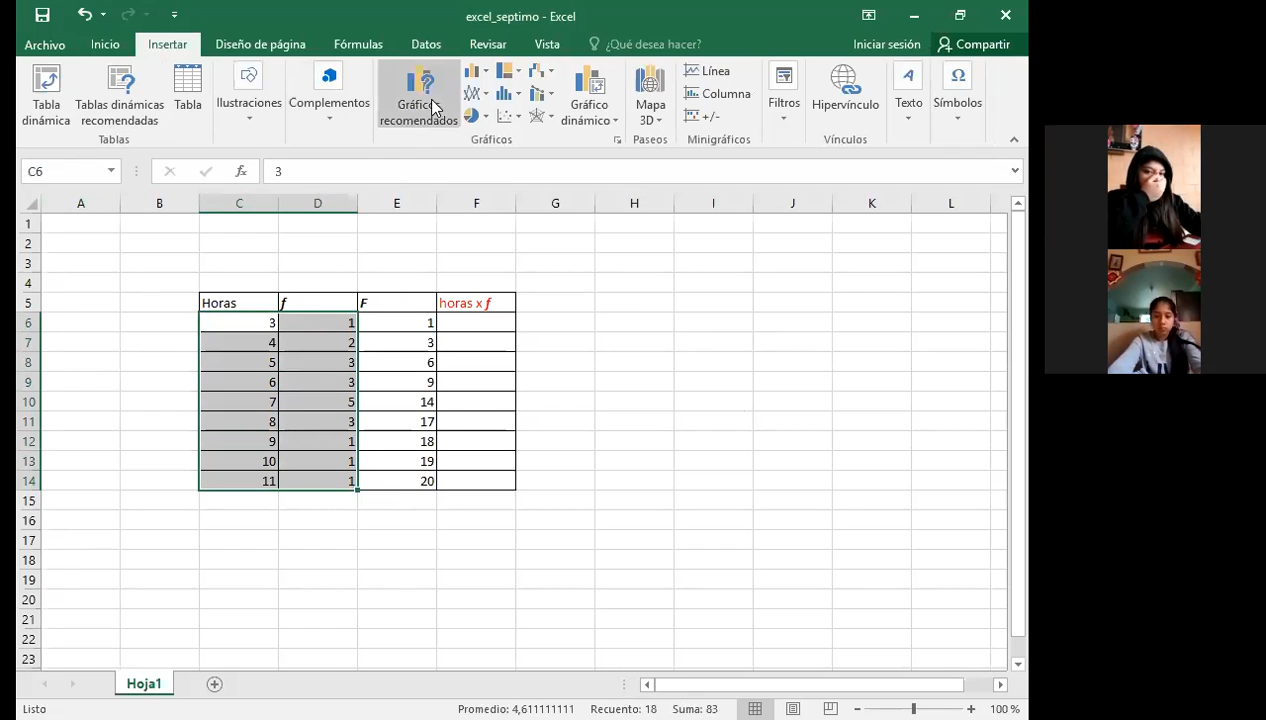 excel_septimo - Excel
Archivo Inicio Insertar Diseño de página Fórmulas Datos Revisar Vista ¿Qué desea hacer? Iniciar sesión Compartir
Tabla dinámica
Tablas dinámicas recomendadas
Tabla
Ilustraciones
Complementos
Gráficos recomendados
Gráfico dinámico
Mapa 3D
Línea
Columna
+/-
Filtros
Hipervínculo
Texto
Símbolos
Tablas Gráficos Paseos Minigráficos Vínculos
C6 fx 3
A B C D E F G H I J K L
1
2
3
4
5 Horas f F horas x f
6 3 1 1
7 4 2 3
8 5 3 6
9 6 3 9
10 7 5 14
11 8 3 17
12 9 1 18
13 10 1 19
14 11 1 20
15
16
17
18
19
20
21
22
23
Hoja1
Listo Promedio: 4,611111111 Recuento: 18 Suma: 83 100 %